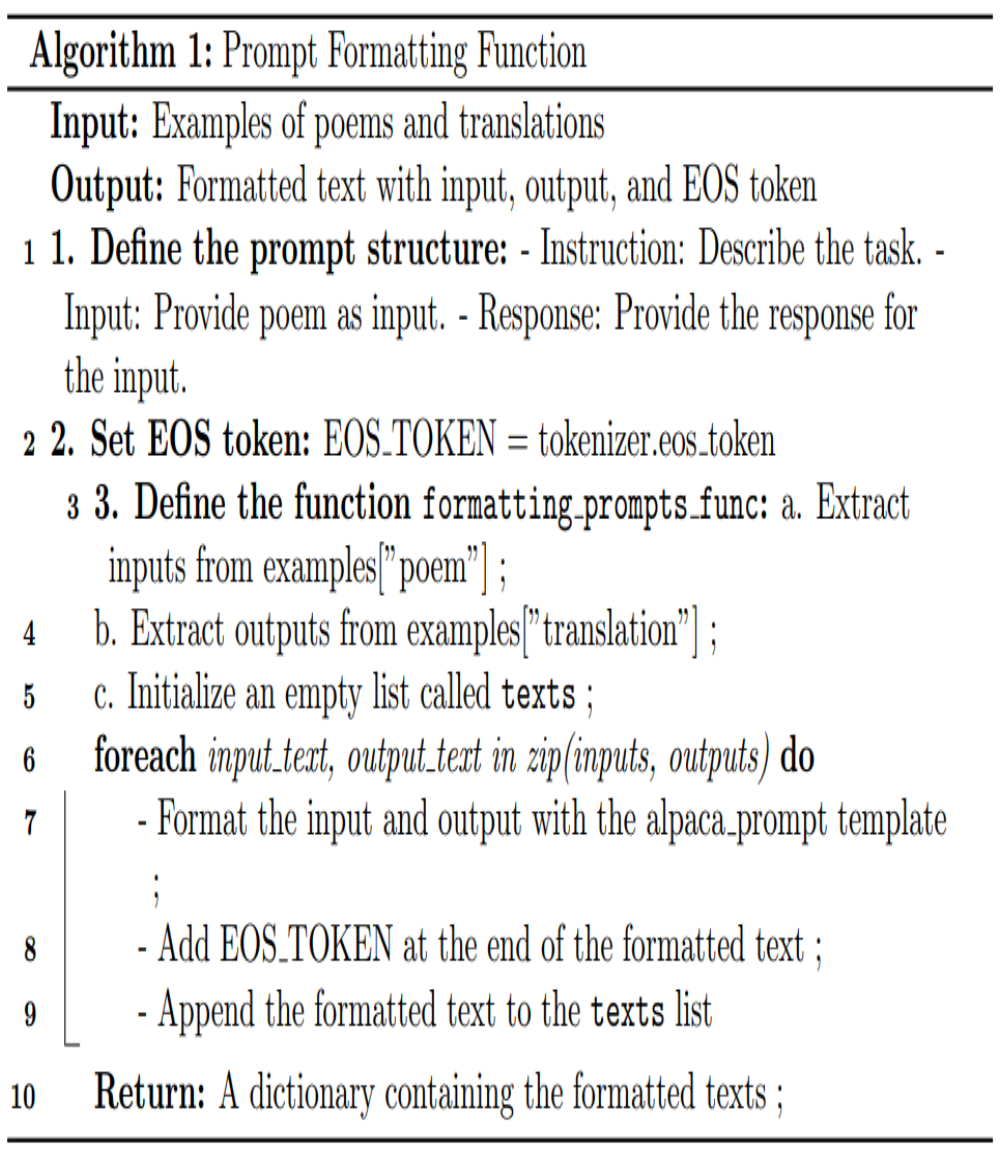 Algorithm 1: Prompt Formatting Function
Input: Examples of poems and translations
Output: Formatted text with input, output, and EOS token
1 1. Define the prompt structure: - Instruction: Describe the task. -
Input: Provide poem as input. - Response: Provide the response for
the input.
2 2. Set EOS token: EOS_TOKEN = tokenizer.eos_token
3 3. Define the function formatting_prompts_func: a. Extract
inputs from examples[”poem”] ;
4 b. Extract outputs from examples[”translation”] ;
5 c. Initialize an empty list called texts ;
6 foreach input_text, output_text in zip(inputs, outputs) do
7 - Format the input and output with the alpaca_prompt template
;
8 - Add EOS_TOKEN at the end of the formatted text ;
9 - Append the formatted text to the texts list
10 Return: A dictionary containing the formatted texts ;